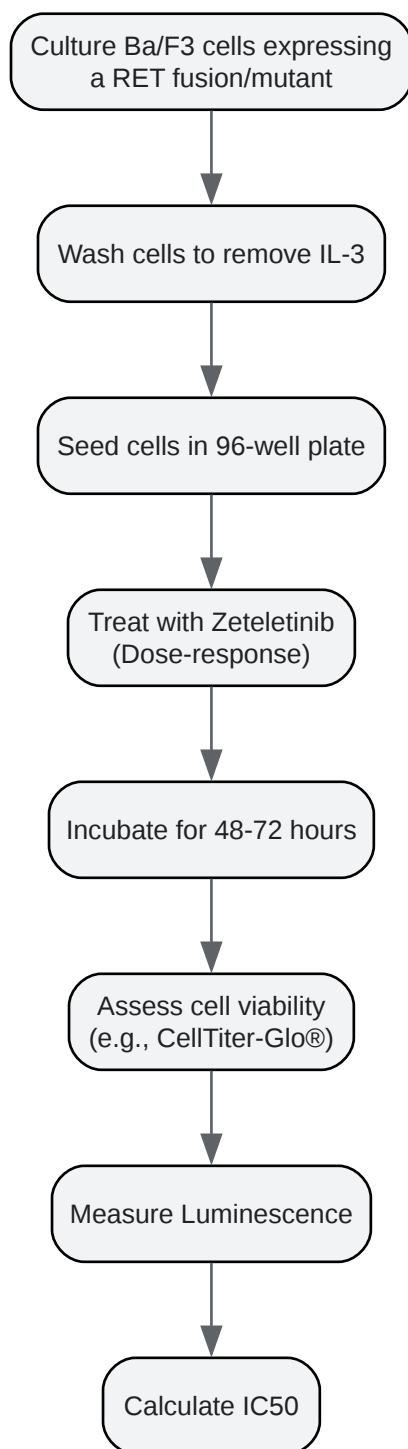 Culture Ba/F3 cells expressing
a RET fusion/mutant
Wash cells to remove IL-3
Seed cells in 96-well plate
Treat with Zeteletinib
(Dose-response)
Incubate for 48-72 hours
Assess cell viability
(e.g., CellTiter-Glo®)
Measure Luminescence
Calculate IC50